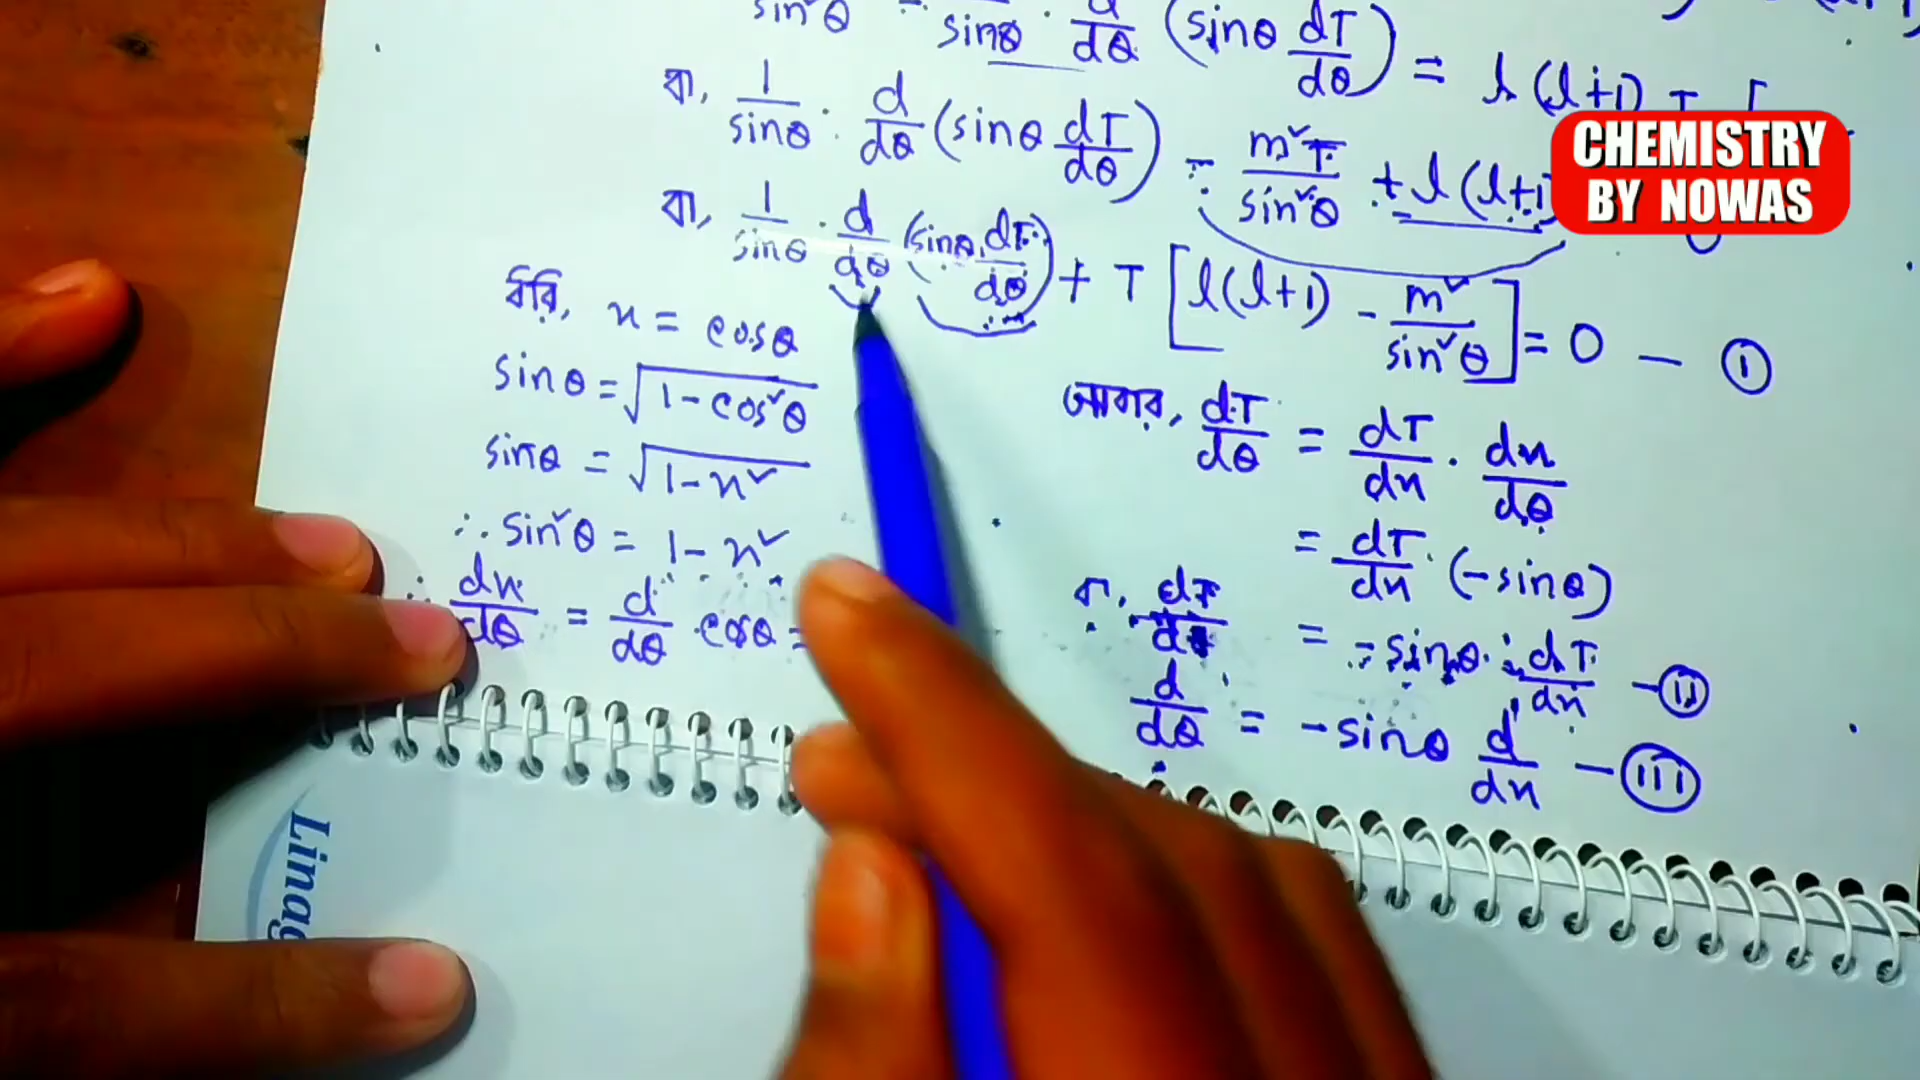 sin²θ - 1/sinθ · d/dθ (sinθ dT/dθ) = l(l+1)
বা, 1/sinθ · d/dθ (sinθ dT/dθ) - m²T/sin²θ + l(l+1)
বা, 1/sinθ · d/dθ (sinθ · dT/dθ) + T [l(l+1) - m²/sin²θ] = 0 — (I)
ধরি, x = cosθ
sinθ = √(1 - cos²θ)
sinθ = √(1 - x²)
∴ sin²θ = 1 - x²
∴ dx/dθ = d/dθ · cosθ =
আবার, dT/dθ = dT/dx · dx/dθ
= dT/dx · (-sinθ)
বা, dT/dθ = -sinθ · dT/dx — (II)
d/dθ = -sinθ d/dx — (III)
CHEMISTRY
BY NOWAS